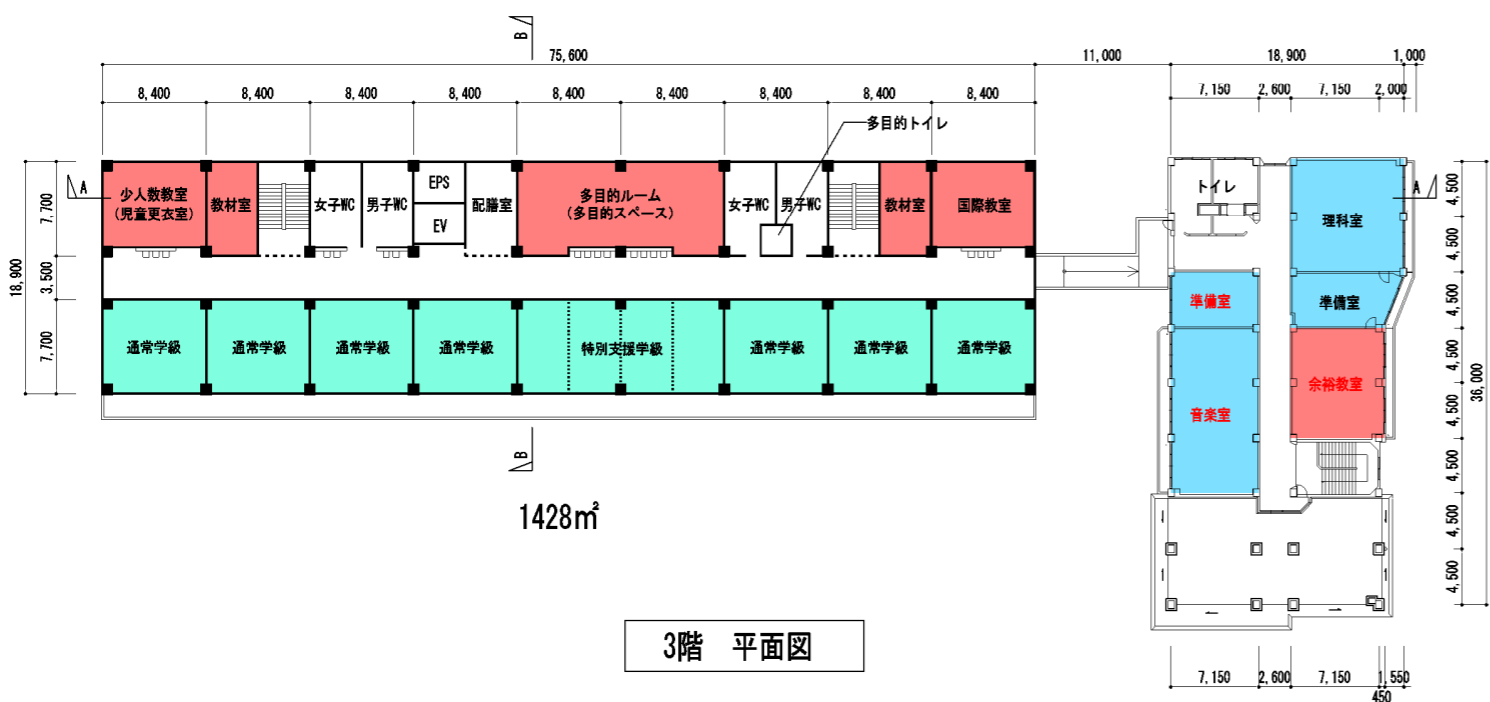 B
75,600
11,000
18,900
1,000
8,400
8,400
8,400
8,400
8,400
8,400
8,400
8,400
8,400
7,150
2,600
7,150
2,000
多目的トイレ
A
少人数教室
(児童更衣室)
教材室
女子WC
男子WC
EPS
EV
配膳室
多目的ルーム
(多目的スペース)
女子WC
男子WC
教材室
国際教室
トイレ
理科室
A
7,700
3,500
7,700
18,900
準備室
準備室
通常学級
通常学級
通常学級
通常学級
特別支援学級
通常学級
通常学級
通常学級
音楽室
余裕教室
4,500
4,500
4,500
4,500
4,500
4,500
4,500
4,500
36,000
B
1428㎡
3階 平面図
7,150
2,600
7,150
1,550
450